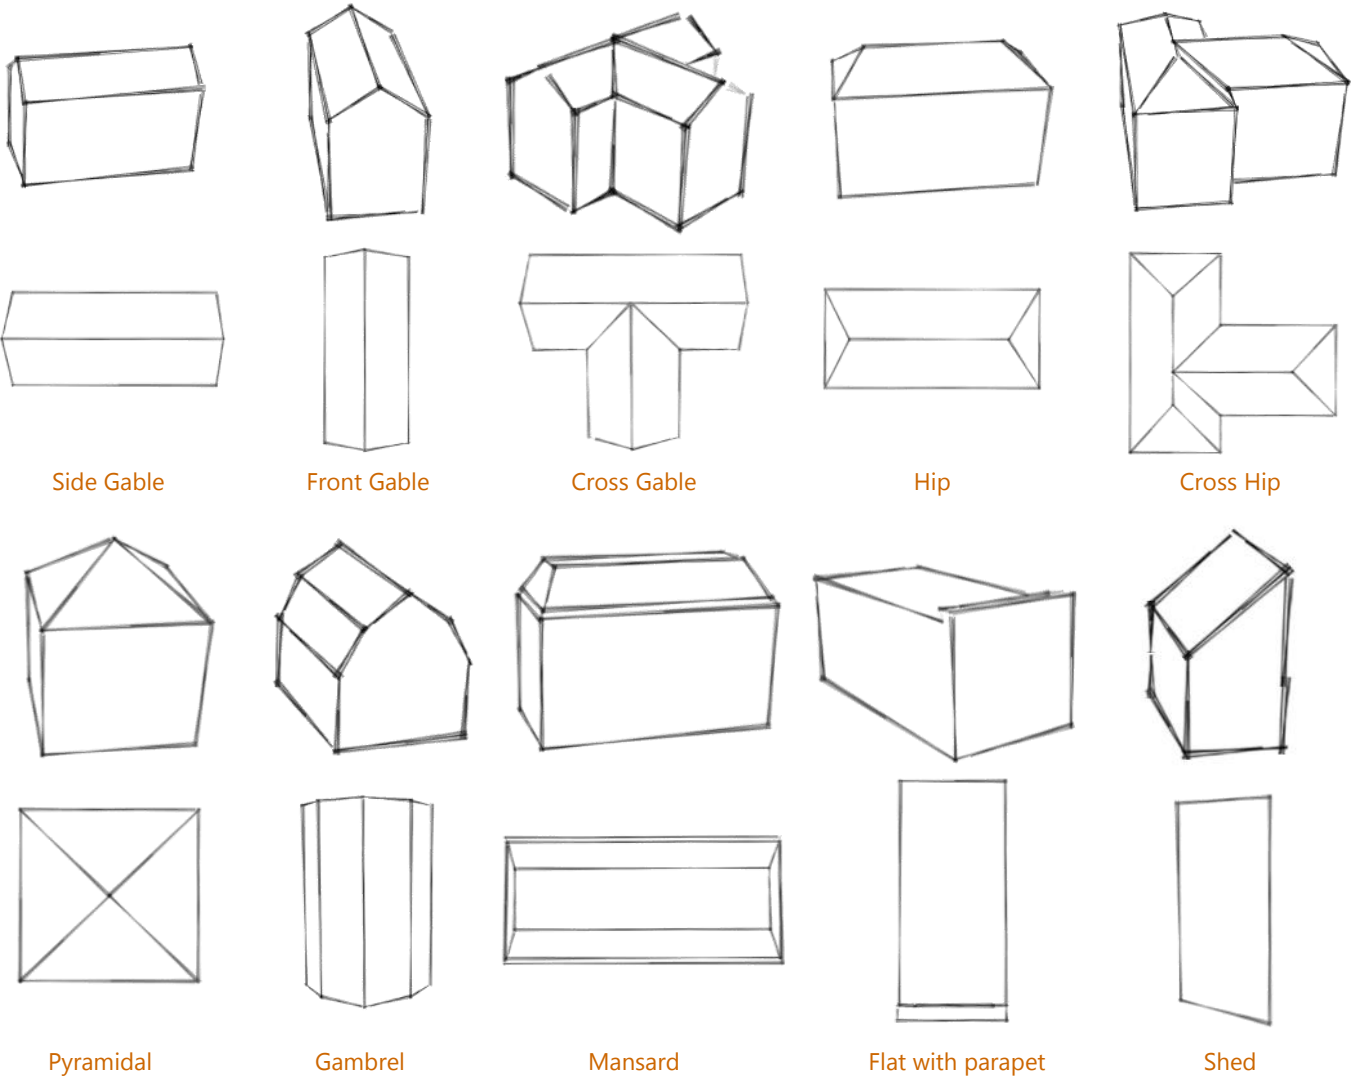 Side Gable
Front Gable
Cross Gable
Hip
Cross Hip
Pyramidal
Gambrel
Mansard
Flat with parapet
Shed